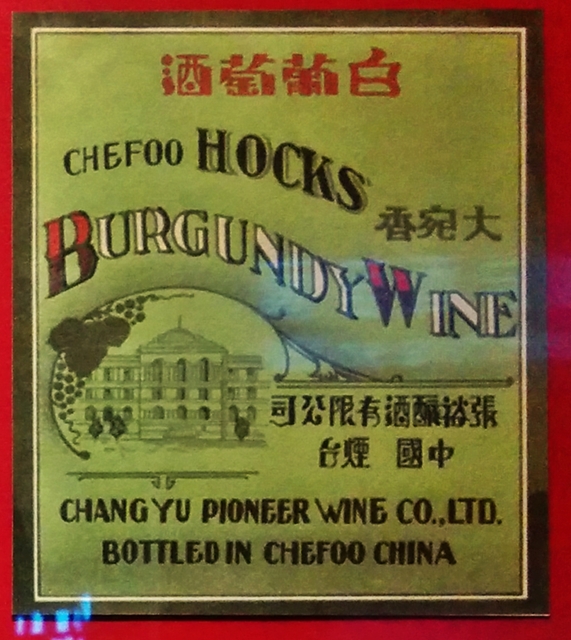 白葡萄酒
CHEFOO HOCKS
大宛香
BURGUNDY WINE
張裕釀酒有限公司
中國 煙台
CHANG YU PIONEER WINE CO.,LTD.
BOTTLED IN CHEFOO CHINA